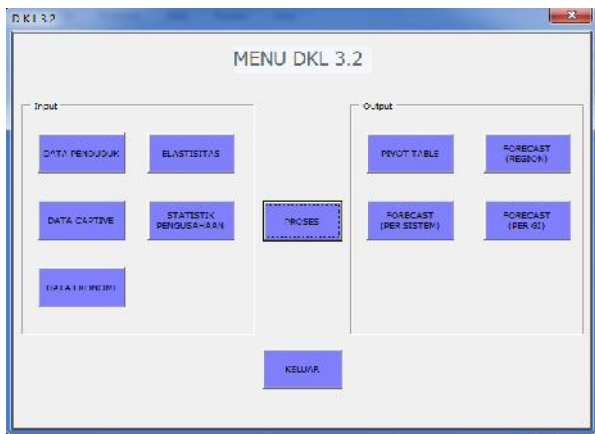 DKL 3.2
MENU DKL 3.2
Input
Output
DATA PENDUDUK
ELASTISITAS
PIVOT TABLE
FORECAST
(REGION)
DATA CAPTIVE
STATISTIK
PENGUSAHAAN
PROSES
FORECAST
(PER SISTEM)
FORECAST
(PER GI)
DATA EKONOMI
KELUAR